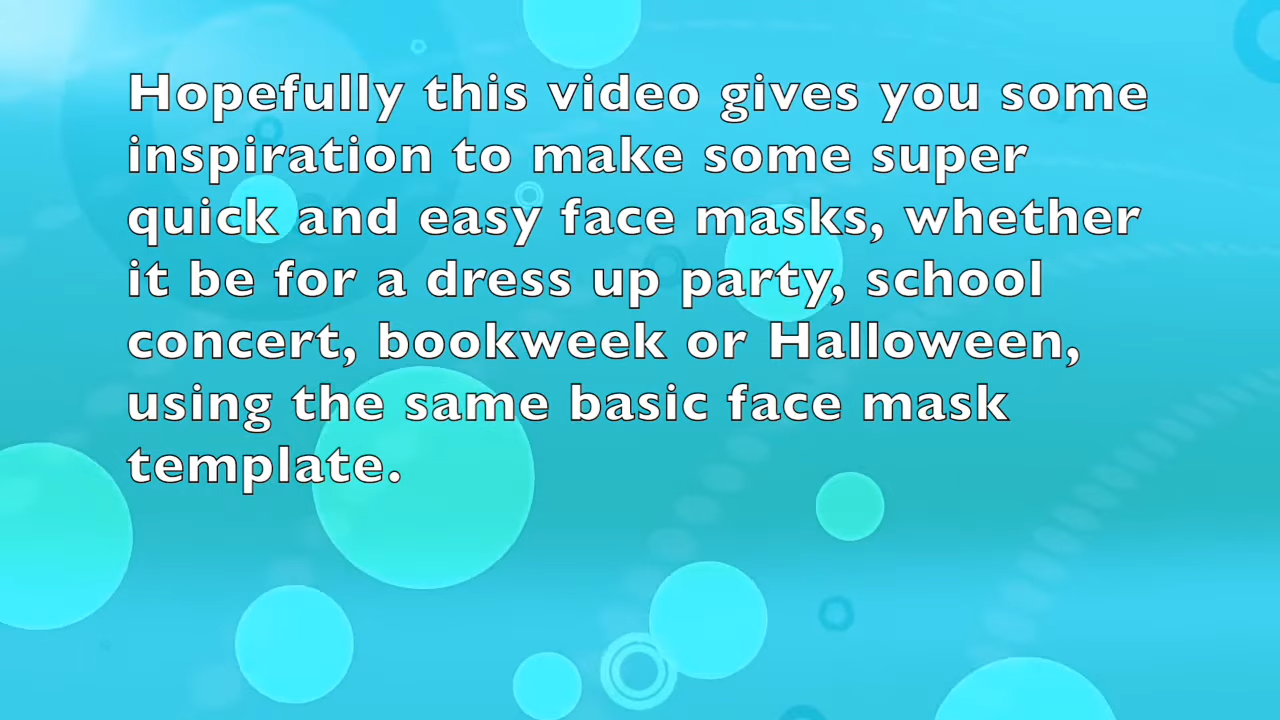 Hopefully this video gives you some
inspiration to make some super
quick and easy face masks, whether
it be for a dress up party, school
concert, bookweek or Halloween,
using the same basic face mask
template.